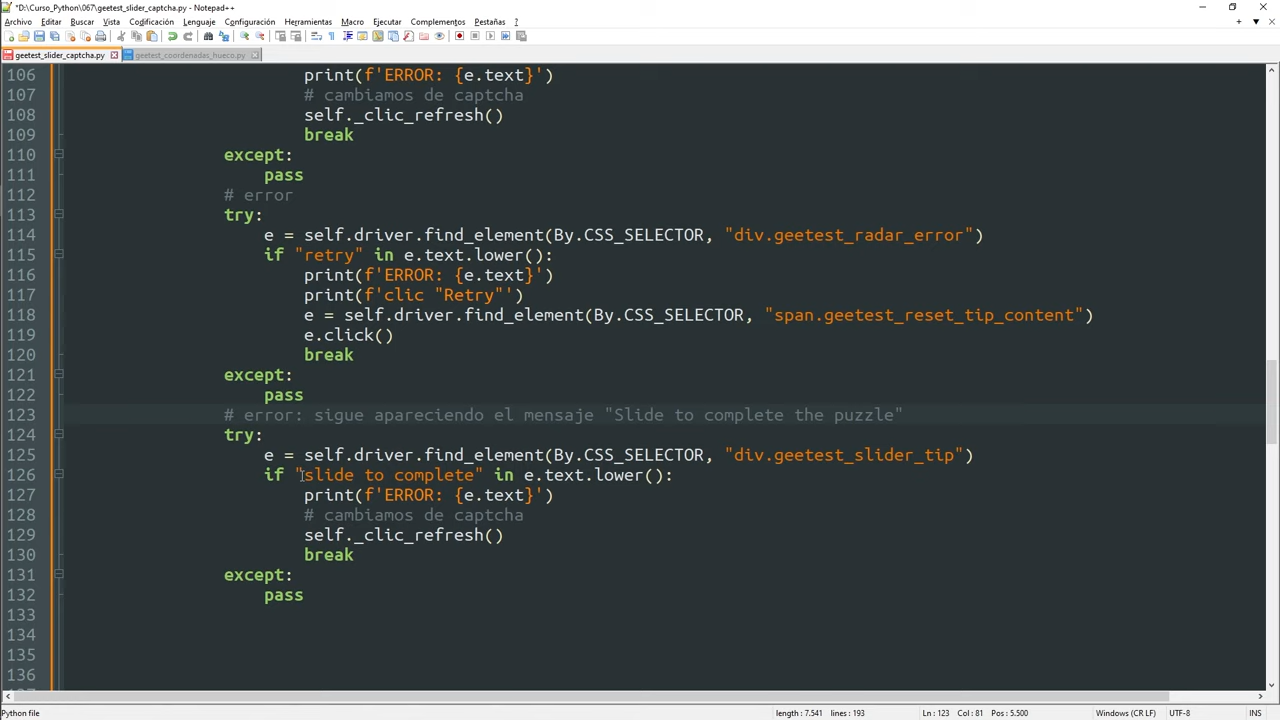 *D:\Curso_Python\067\geetest_slider_captcha.py - Notepad++
Archivo Editar Buscar Vista Codificación Lenguaje Configuración Herramientas Macro Ejecutar Complementos Pestañas ?
geetest_slider_captcha.py geetest_coordenadas_hueco.py
106 print(f'ERROR: {e.text}')
107 # cambiamos de captcha
108 self._clic_refresh()
109 break
110 except:
111 pass
112 # error
113 try:
114 e = self.driver.find_element(By.CSS_SELECTOR, "div.geetest_radar_error")
115 if "retry" in e.text.lower():
116 print(f'ERROR: {e.text}')
117 print(f'clic "Retry"')
118 e = self.driver.find_element(By.CSS_SELECTOR, "span.geetest_reset_tip_content")
119 e.click()
120 break
121 except:
122 pass
123 # error: sigue apareciendo el mensaje "Slide to complete the puzzle"
124 try:
125 e = self.driver.find_element(By.CSS_SELECTOR, "div.geetest_slider_tip")
126 if "slide to complete" in e.text.lower():
127 print(f'ERROR: {e.text}')
128 # cambiamos de captcha
129 self._clic_refresh()
130 break
131 except:
132 pass
133
134
135
136
137
Python file length : 7.541 lines : 193 Ln : 123 Col : 81 Pos : 5.500 Windows (CR LF) UTF-8 INS